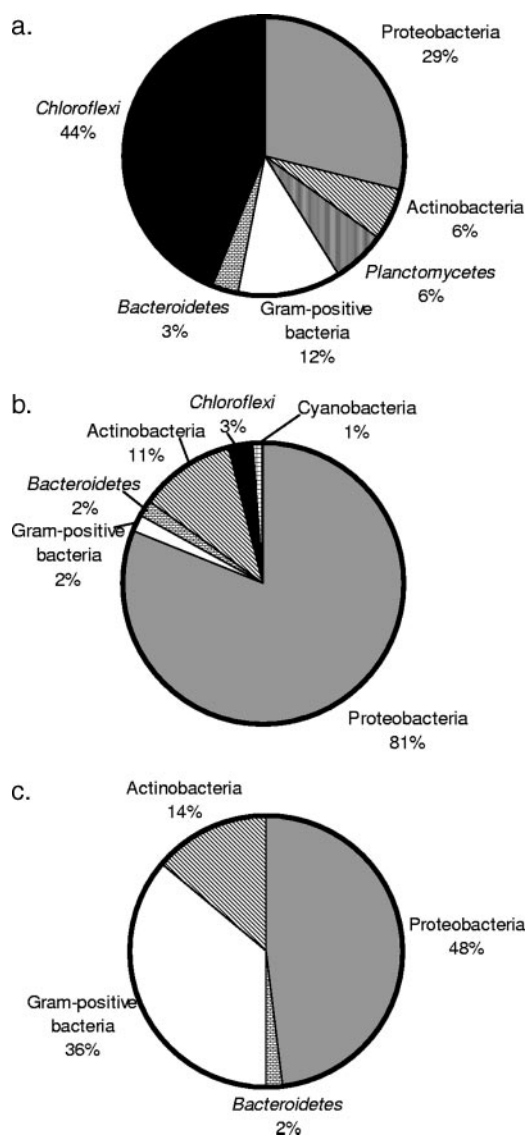 a.
Proteobacteria
29%
Chloroflexi
44%
Actinobacteria
6%
Planctomycetes
6%
Bacteroidetes
3%
Gram-positive
bacteria
12%
b.
Chloroflexi
3%
Cyanobacteria
1%
Actinobacteria
11%
Bacteroidetes
2%
Gram-positive
bacteria
2%
Proteobacteria
81%
c.
Actinobacteria
14%
Proteobacteria
48%
Gram-positive
bacteria
36%
Bacteroidetes
2%